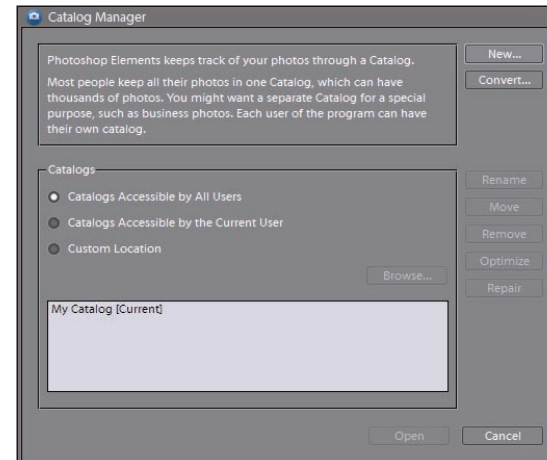 Catalog Manager
Photoshop Elements keeps track of your photos through a Catalog.
Most people keep all their photos in one Catalog, which can have
thousands of photos. You might want a separate Catalog for a special
purpose, such as business photos. Each user of the program can have
their own catalog.
New...
Convert...
Catalogs
Catalogs Accessible by All Users
Catalogs Accessible by the Current User
Custom Location
Browse...
My Catalog [Current]
Rename
Move
Remove
Optimize
Repair
Open
Cancel